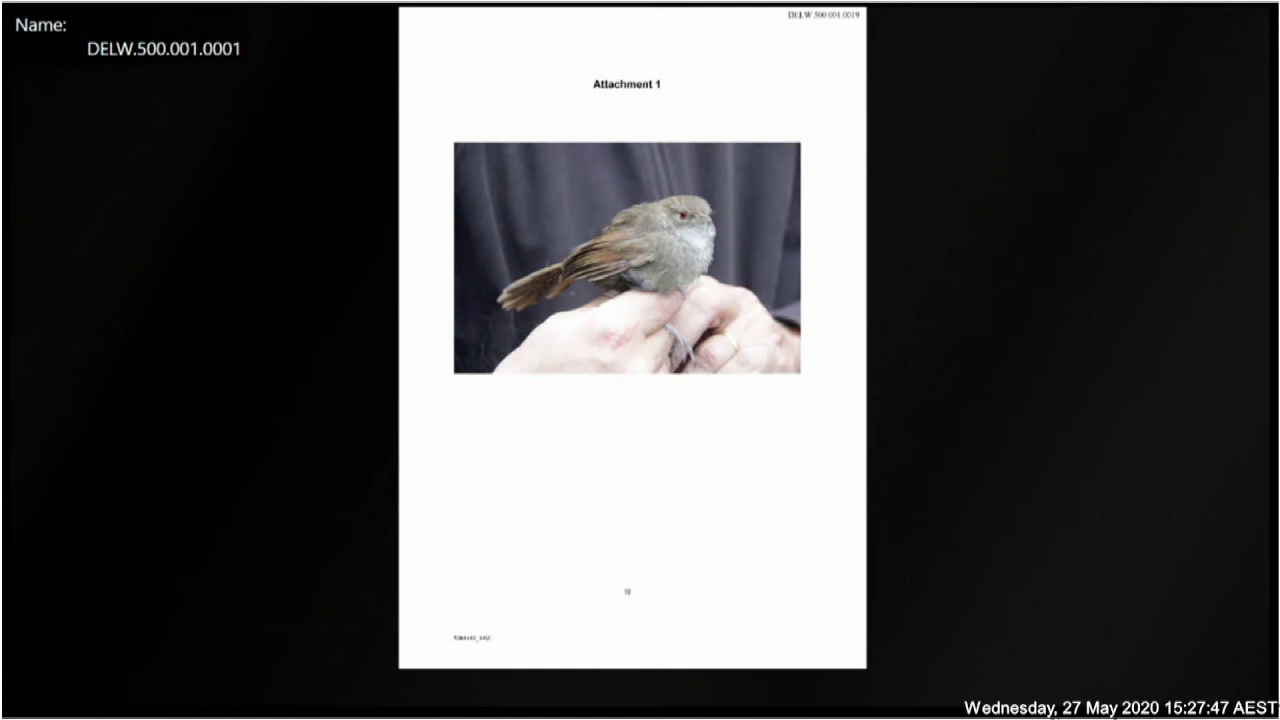 Name:
DELW.500.001.0001
DELW.500.001.0019
Attachment 1
Wednesday, 27 May 2020 15:27:47 AEST